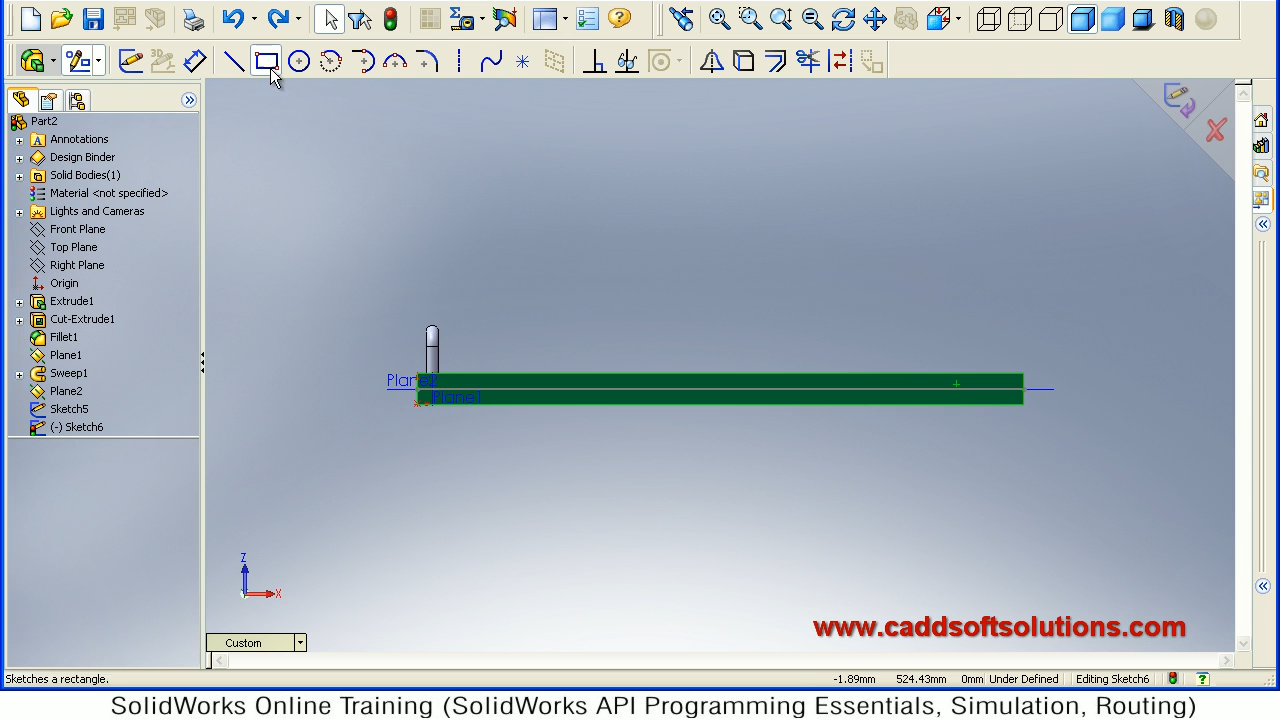 Part2
Annotations
Design Binder
Solid Bodies(1)
Material <not specified>
Lights and Cameras
Front Plane
Top Plane
Right Plane
Origin
Extrude1
Cut-Extrude1
Fillet1
Plane1
Sweep1
Plane2
Sketch5
(-) Sketch6
Plane1
Z
X
Custom
www.caddsoftsolutions.com
Sketches a rectangle. -1.89mm 524.43mm 0mm Under Defined Editing Sketch6
SolidWorks Online Training (SolidWorks API Programming Essentials, Simulation, Routing)